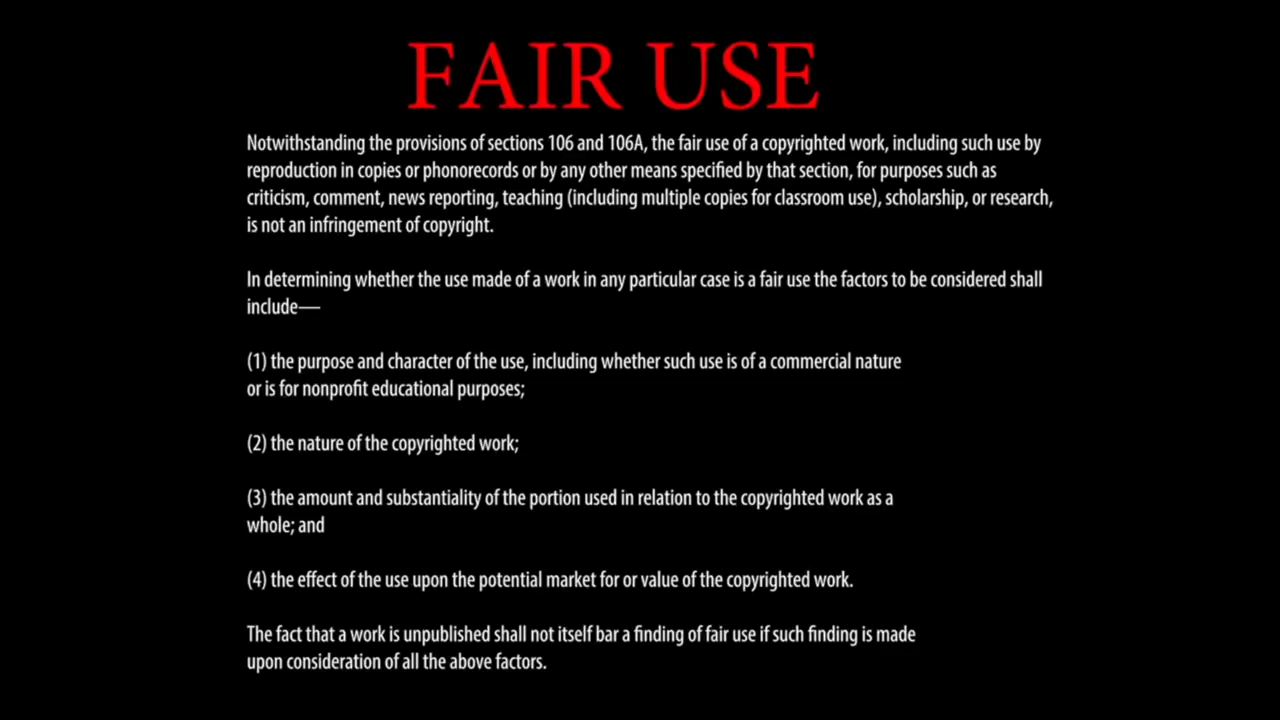 FAIR USE
Notwithstanding the provisions of sections 106 and 106A, the fair use of a copyrighted work, including such use by
reproduction in copies or phonorecords or by any other means specified by that section, for purposes such as
criticism, comment, news reporting, teaching (including multiple copies for classroom use), scholarship, or research,
is not an infringement of copyright.
In determining whether the use made of a work in any particular case is a fair use the factors to be considered shall
include—
(1) the purpose and character of the use, including whether such use is of a commercial nature
or is for nonprofit educational purposes;
(2) the nature of the copyrighted work;
(3) the amount and substantiality of the portion used in relation to the copyrighted work as a
whole; and
(4) the effect of the use upon the potential market for or value of the copyrighted work.
The fact that a work is unpublished shall not itself bar a finding of fair use if such finding is made
upon consideration of all the above factors.